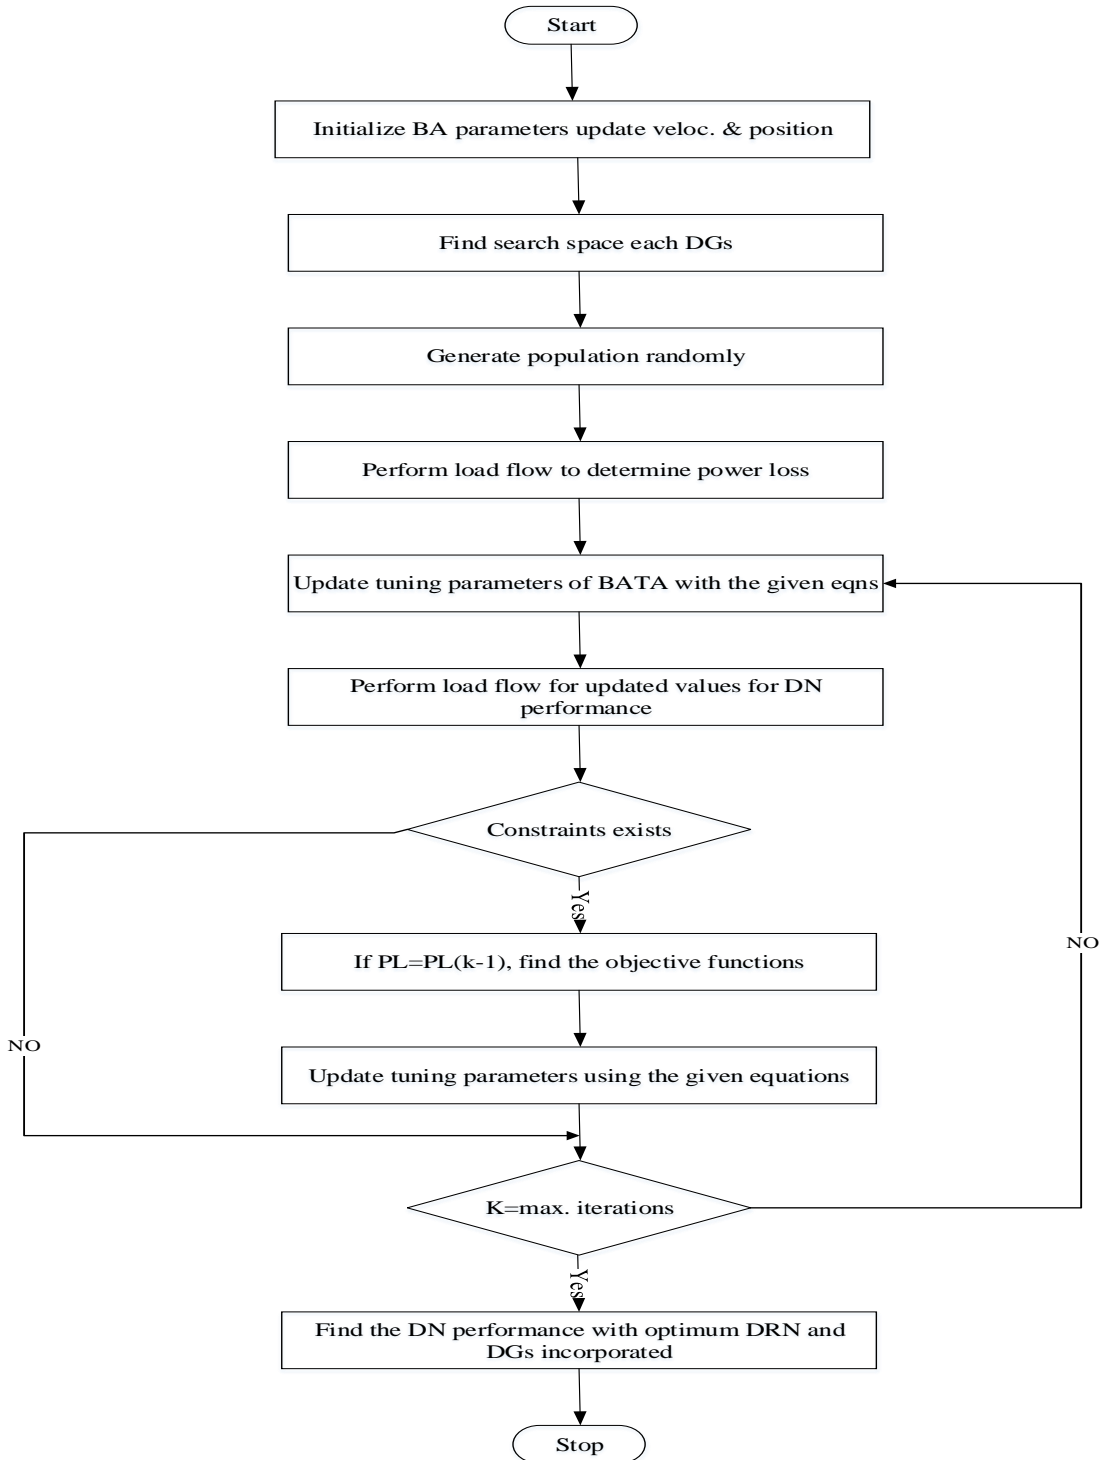 Start
Initialize BA parameters update veloc. & position
Find search space each DGs
Generate population randomly
Perform load flow to determine power loss
Update tuning parameters of BATA with the given eqns
Perform load flow for updated values for DN
performance
Constraints exists
Yes
If PL=PL(k-1), find the objective functions
NO
NO
Update tuning parameters using the given equations
K=max. iterations
Yes
Find the DN performance with optimum DRN and
DGs incorporated
Stop